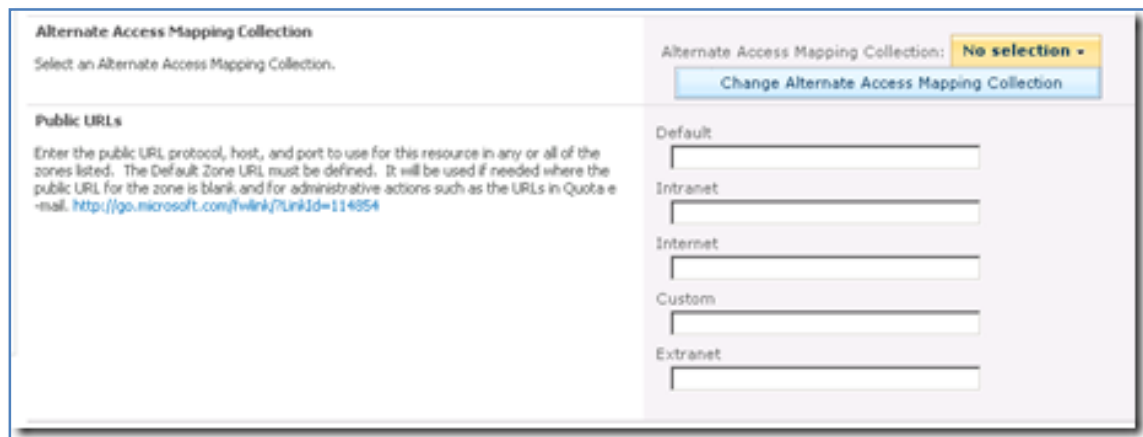 Alternate Access Mapping Collection
Select an Alternate Access Mapping Collection.
Alternate Access Mapping Collection: No selection
Change Alternate Access Mapping Collection
Public URLs
Enter the public URL protocol, host, and port to use for this resource in any or all of the
zones listed. The Default Zone URL must be defined. It will be used if needed where the
public URL for the zone is blank and for administrative actions such as the URLs in Quota e
-mail. http://go.microsoft.com/fwlink/?LinkId=114854
Default
Intranet
Internet
Custom
Extranet